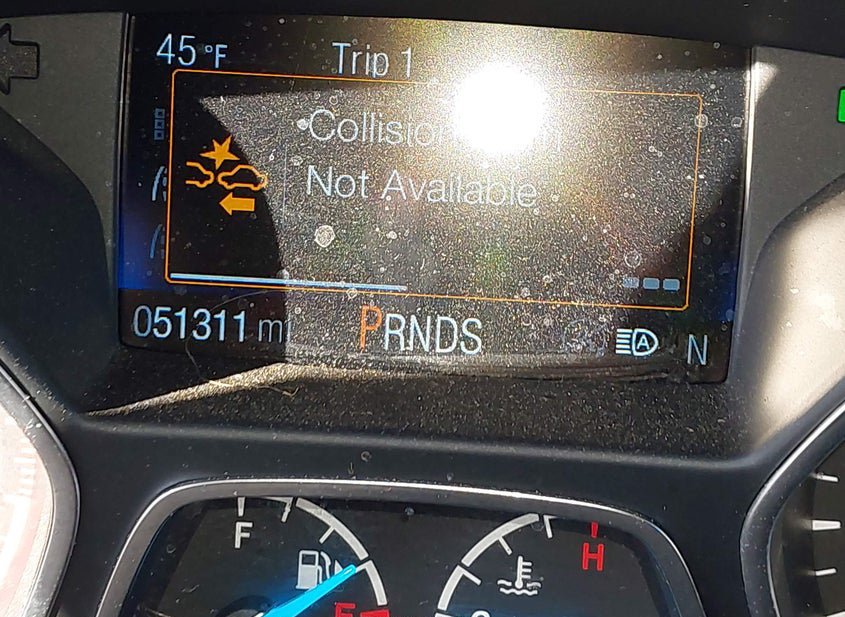 45 °F Trip 1
Collision
Not Available
051311 mi PRNDS A N
F H
E